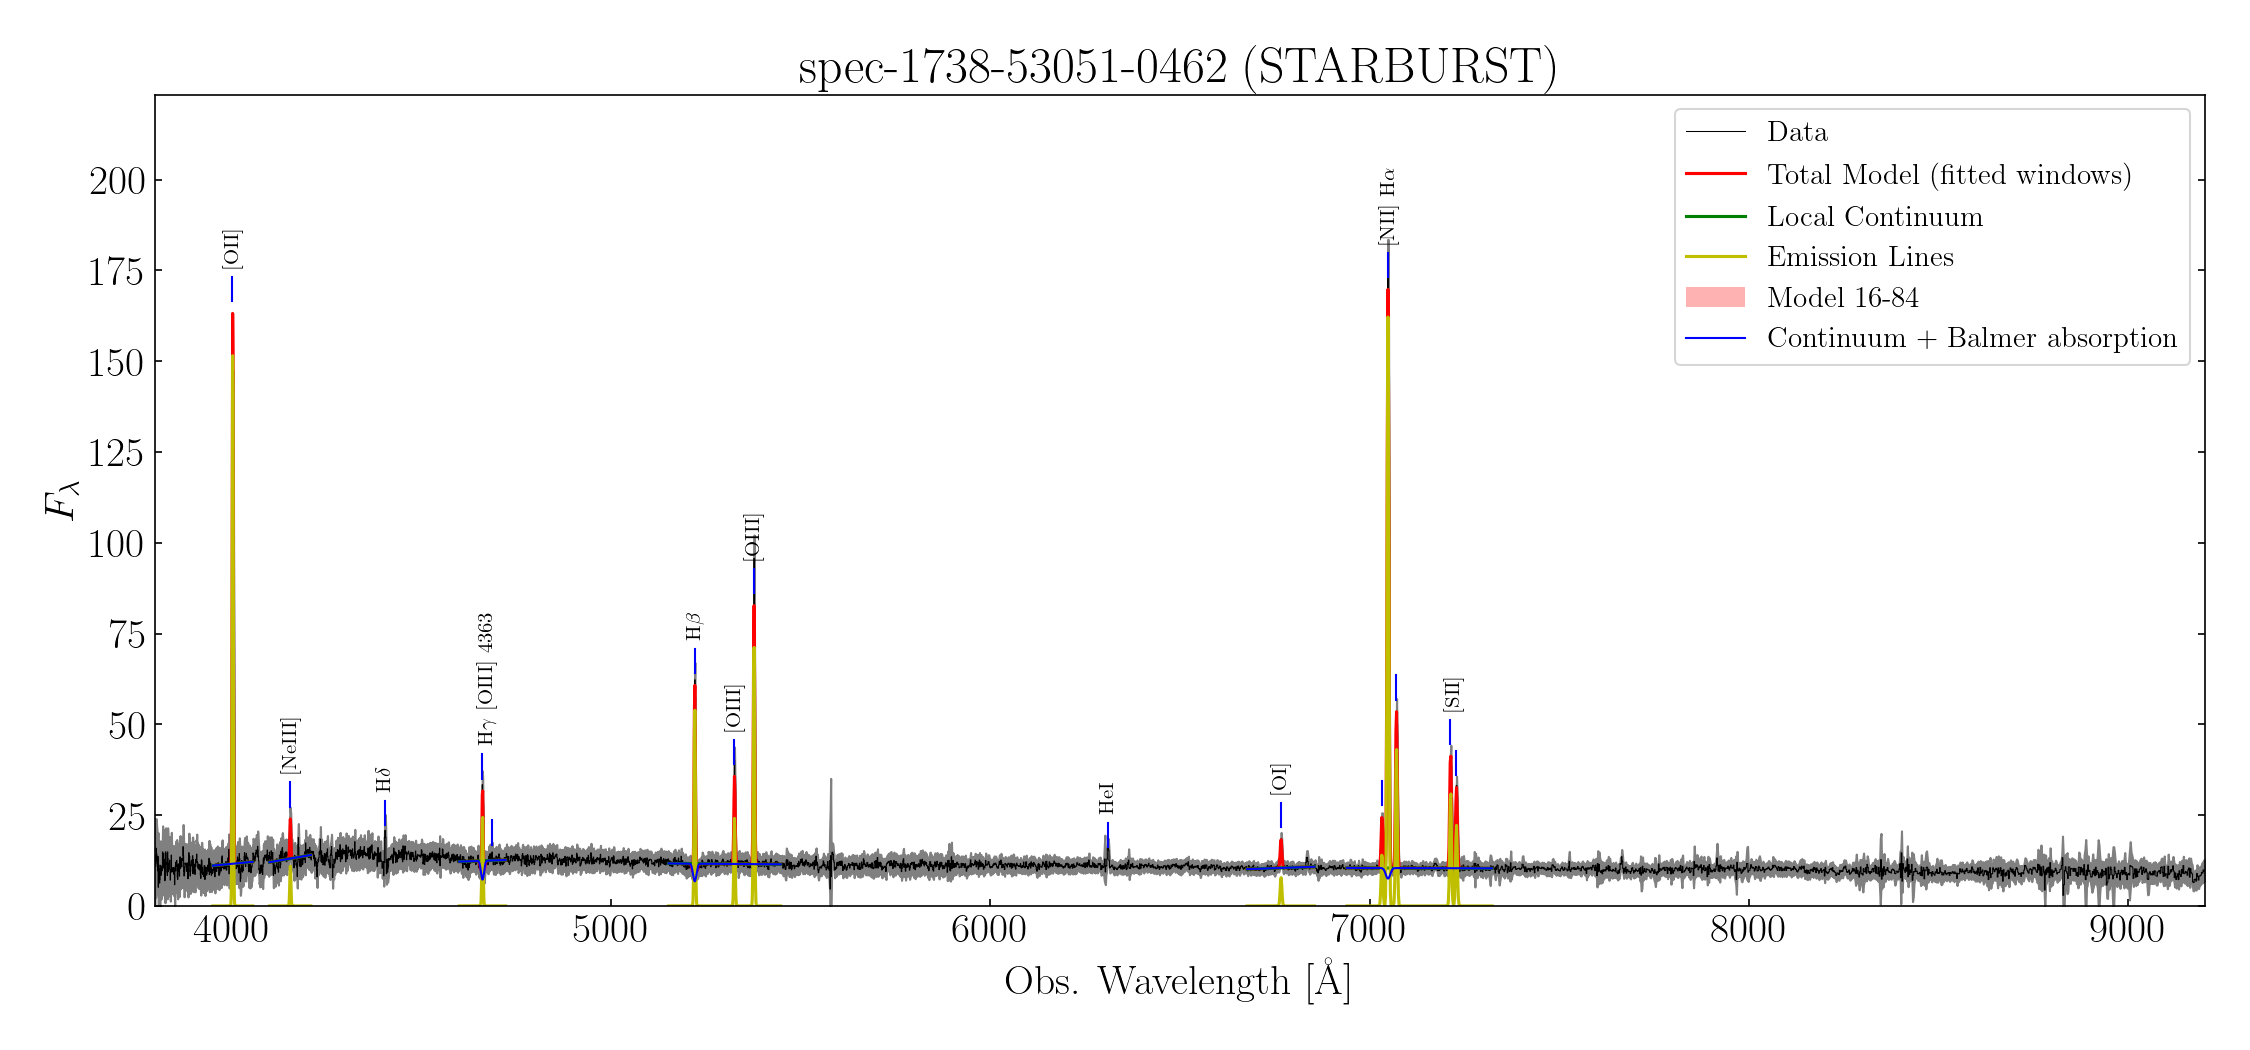 spec-1738-53051-0462 (STARBURST)
Data
Total Model (fitted windows)
Local Continuum
Emission Lines
Model 16-84
Continuum + Balmer absorption
[OII]
[NeIII]
Hδ
Hγ [OIII] 4363
Hβ
[OIII]
[OIII]
HeI
[OI]
[NII] Hα
[SII]
Fλ
200
175
150
125
100
75
50
25
0
4000
5000
6000
7000
8000
9000
Obs. Wavelength [Å]